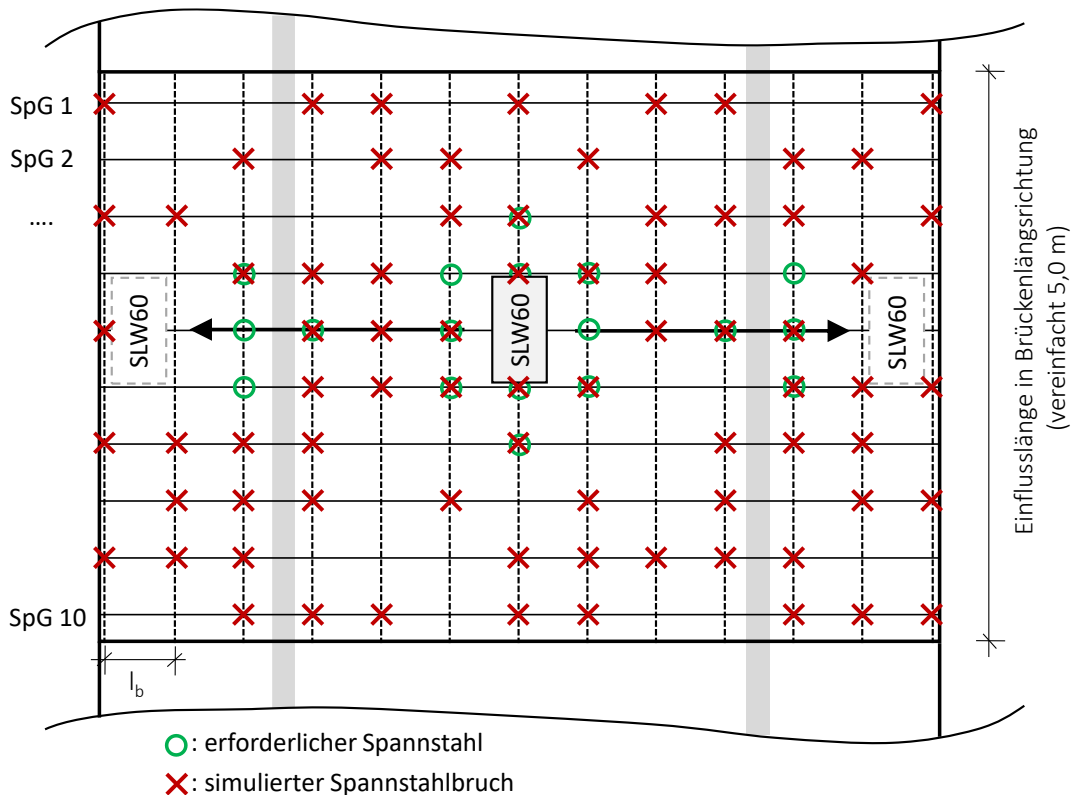 SpG 1
SpG 2
....
SLW60
SLW60
SLW60
SpG 10
l_b
Einflusslänge in Brückenlängsrichtung
(vereinfacht 5,0 m)
: erforderlicher Spannstahl
: simulierter Spannstahlbruch